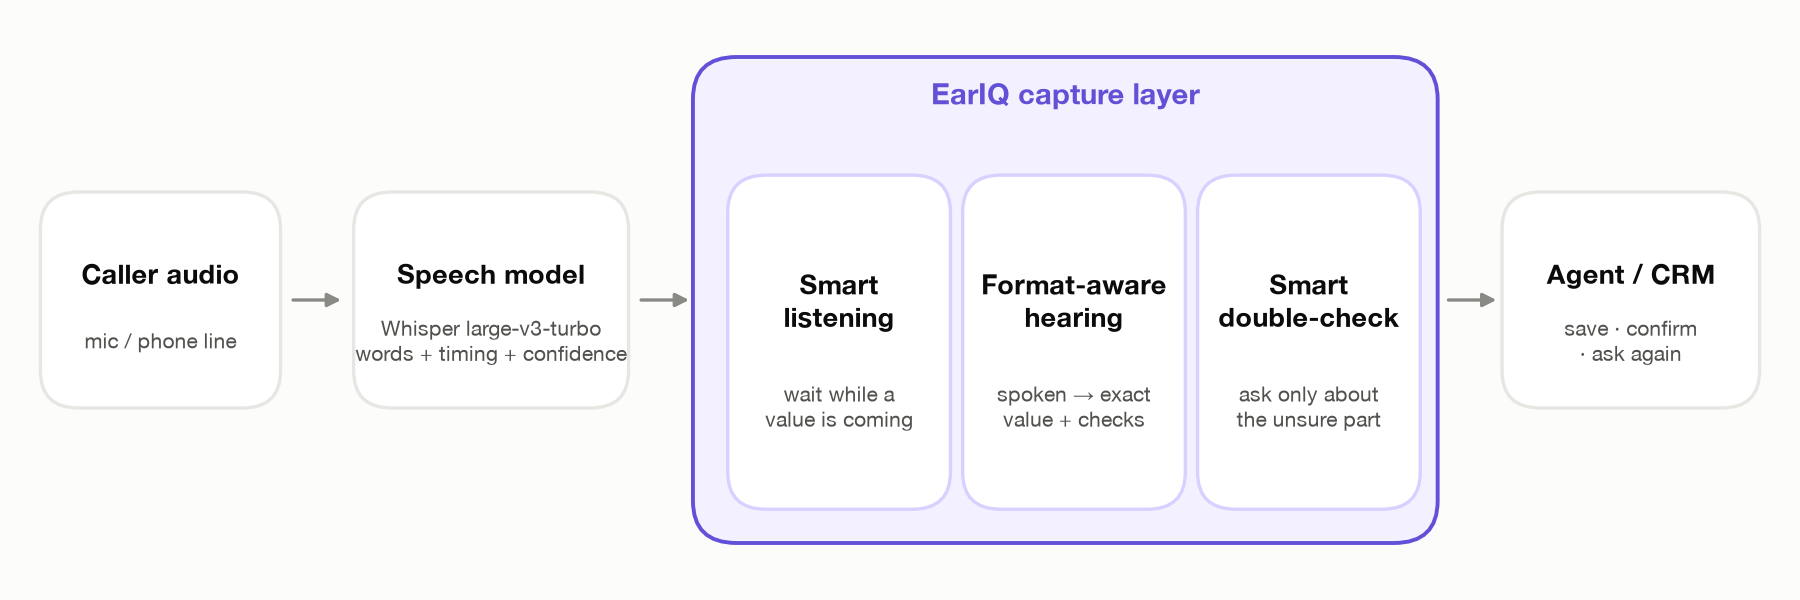 EarIQ capture layer
Caller audio
mic / phone line
Speech model
Whisper large-v3-turbo
words + timing + confidence
Smart
listening
wait while a
value is coming
Format-aware
hearing
spoken → exact
value + checks
Smart
double-check
ask only about
the unsure part
Agent / CRM
save · confirm
· ask again